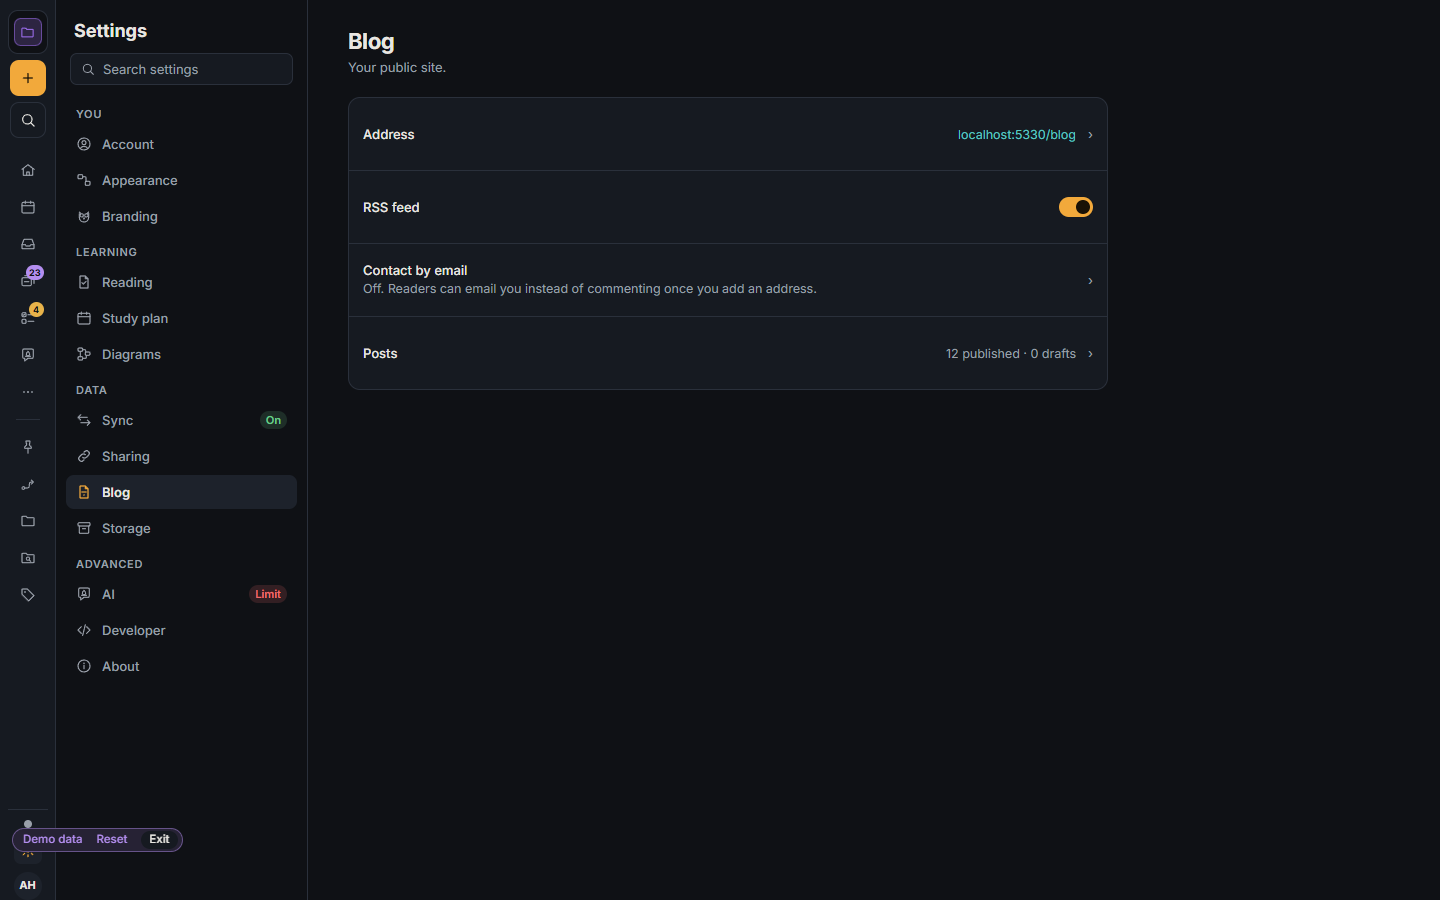 Settings
Search settings
YOU
Account
Appearance
Branding
LEARNING
Reading
Study plan
Diagrams
DATA
Sync On
Sharing
Blog
Storage
ADVANCED
AI Limit
Developer
About
23
4
Demo data Reset Exit
AH
Blog
Your public site.
Address localhost:5330/blog
RSS feed
Contact by email
Off. Readers can email you instead of commenting once you add an address.
Posts 12 published · 0 drafts